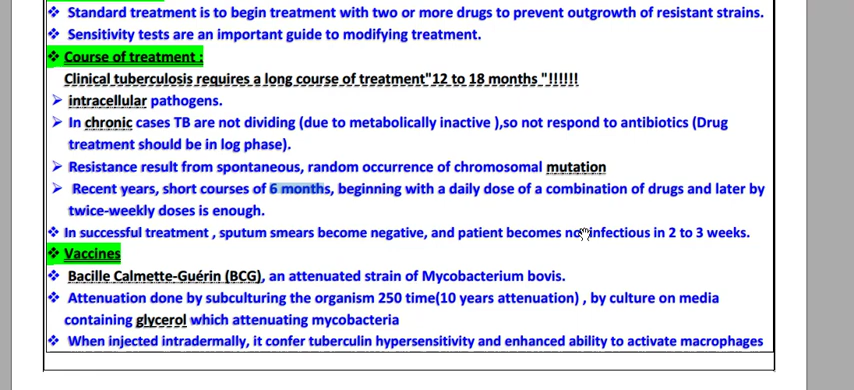 ❖ Standard treatment is to begin treatment with two or more drugs to prevent outgrowth of resistant strains.
❖ Sensitivity tests are an important guide to modifying treatment.
❖ Course of treatment :
Clinical tuberculosis requires a long course of treatment"12 to 18 months "!!!!!!
➢ intracellular pathogens.
➢ In chronic cases TB are not dividing (due to metabolically inactive ),so not respond to antibiotics (Drug
treatment should be in log phase).
➢ Resistance result from spontaneous, random occurrence of chromosomal mutation
➢ Recent years, short courses of 6 months, beginning with a daily dose of a combination of drugs and later by
twice-weekly doses is enough.
❖ In successful treatment , sputum smears become negative, and patient becomes no infectious in 2 to 3 weeks.
❖ Vaccines
❖ Bacille Calmette-Guérin (BCG), an attenuated strain of Mycobacterium bovis.
❖ Attenuation done by subculturing the organism 250 time(10 years attenuation) , by culture on media
containing glycerol which attenuating mycobacteria
❖ When injected intradermally, it confer tuberculin hypersensitivity and enhanced ability to activate macrophages